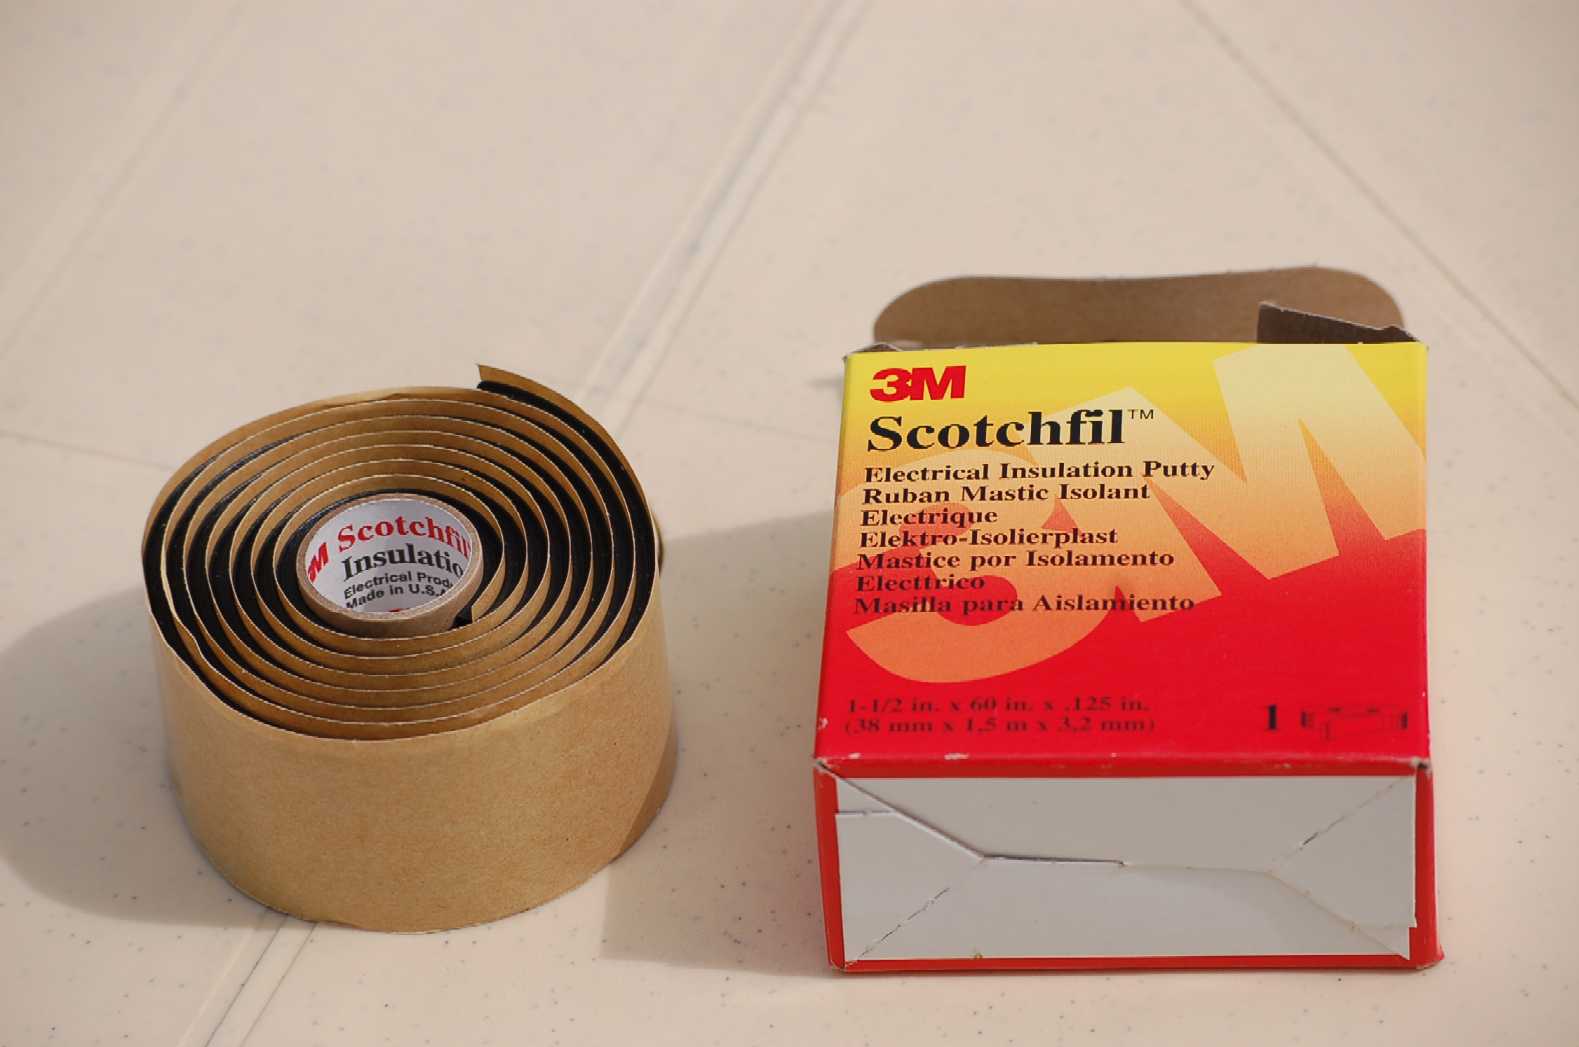 3M Scotchfil
Insulatio
Electrical Prod
Made in U.S.A
3M
Scotchfil™
Electrical Insulation Putty
Ruban Mastic Isolant
Electrique
Elektro-Isolierplast
Mastice por Isolamento
Electtrico
Masilla para Aislamiento
1-1/2 in. x 60 in. x .125 in.
(38 mm x 1,5 m x 3,2 mm)
1
3M